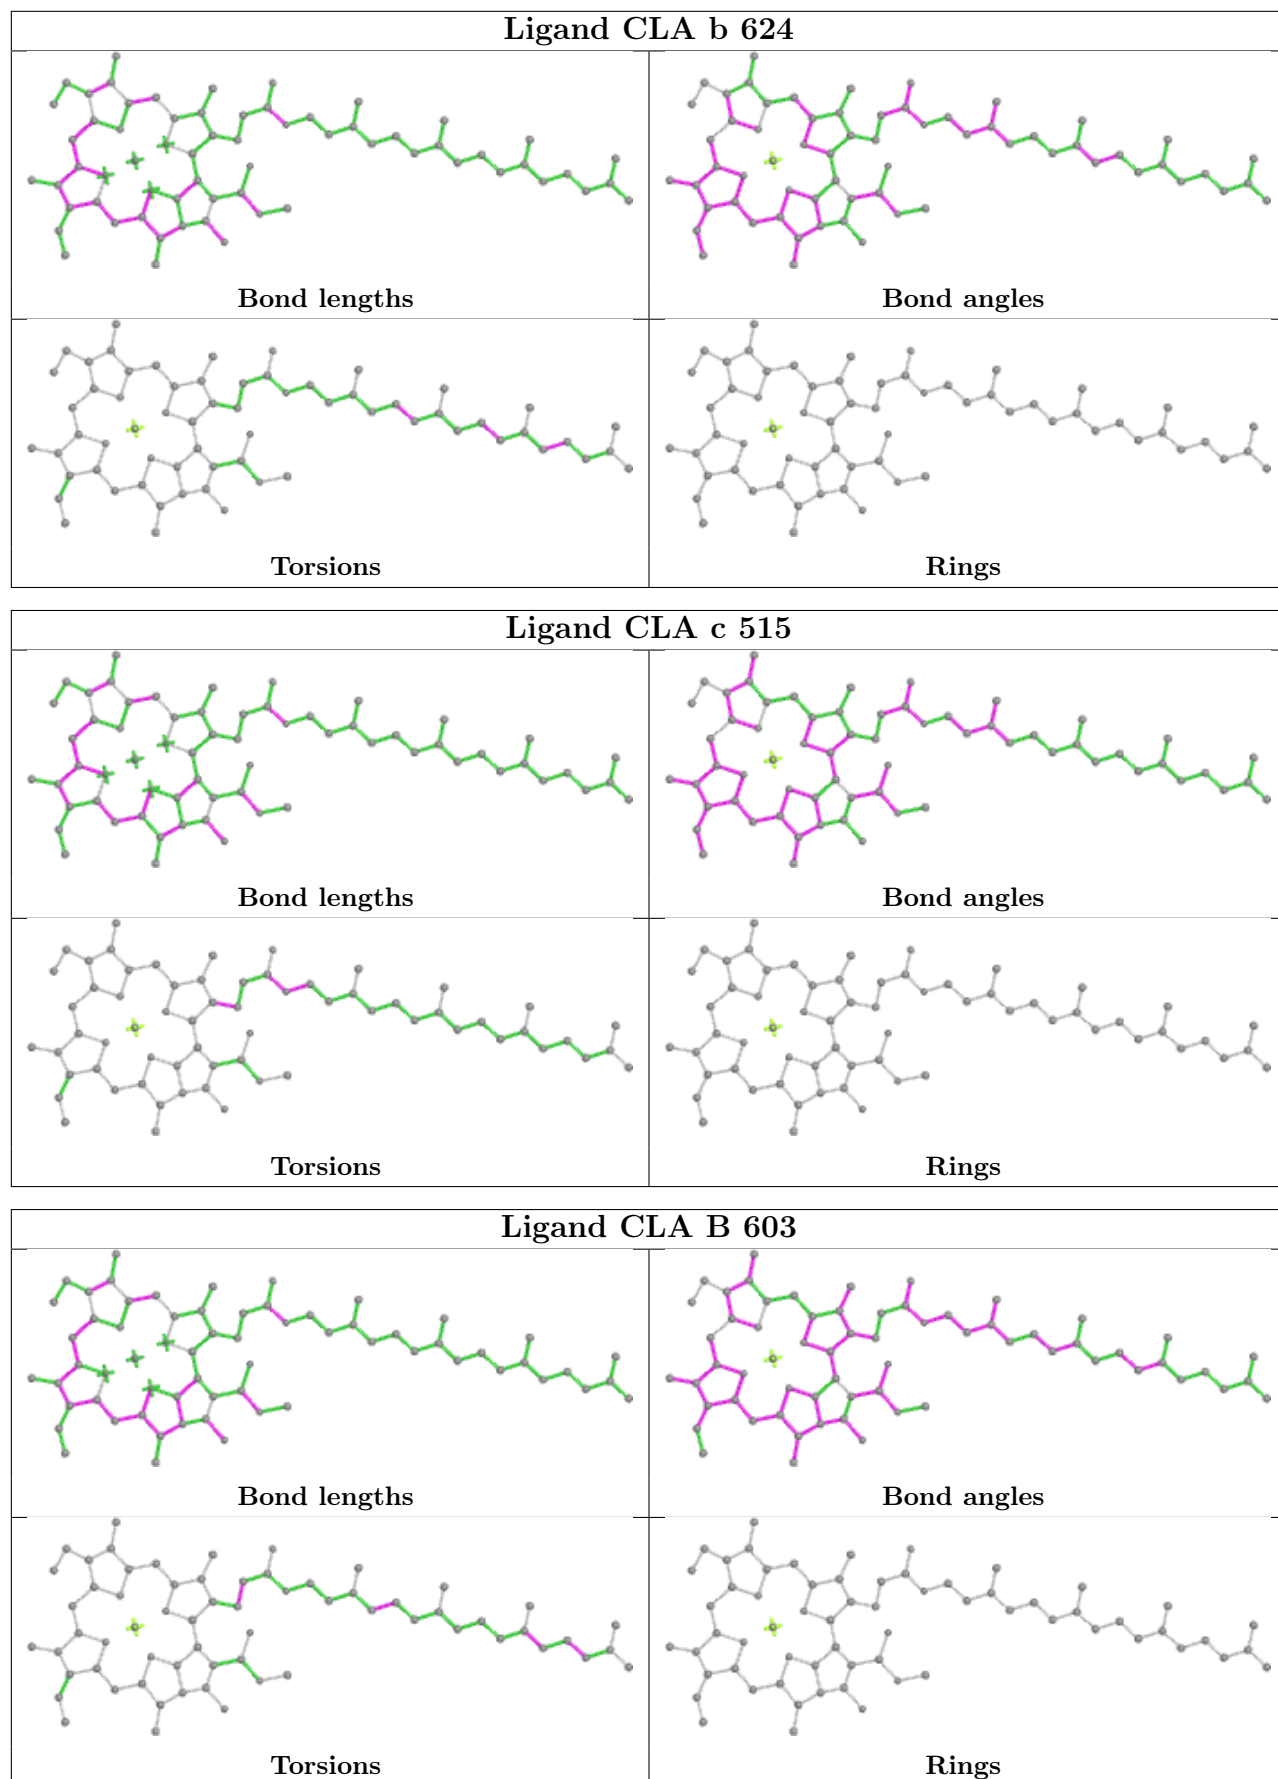 Ligand CLA b 624
Bond lengths
Bond angles
Torsions
Rings
Ligand CLA c 515
Bond lengths
Bond angles
Torsions
Rings
Ligand CLA B 603
Bond lengths
Bond angles
Torsions
Rings